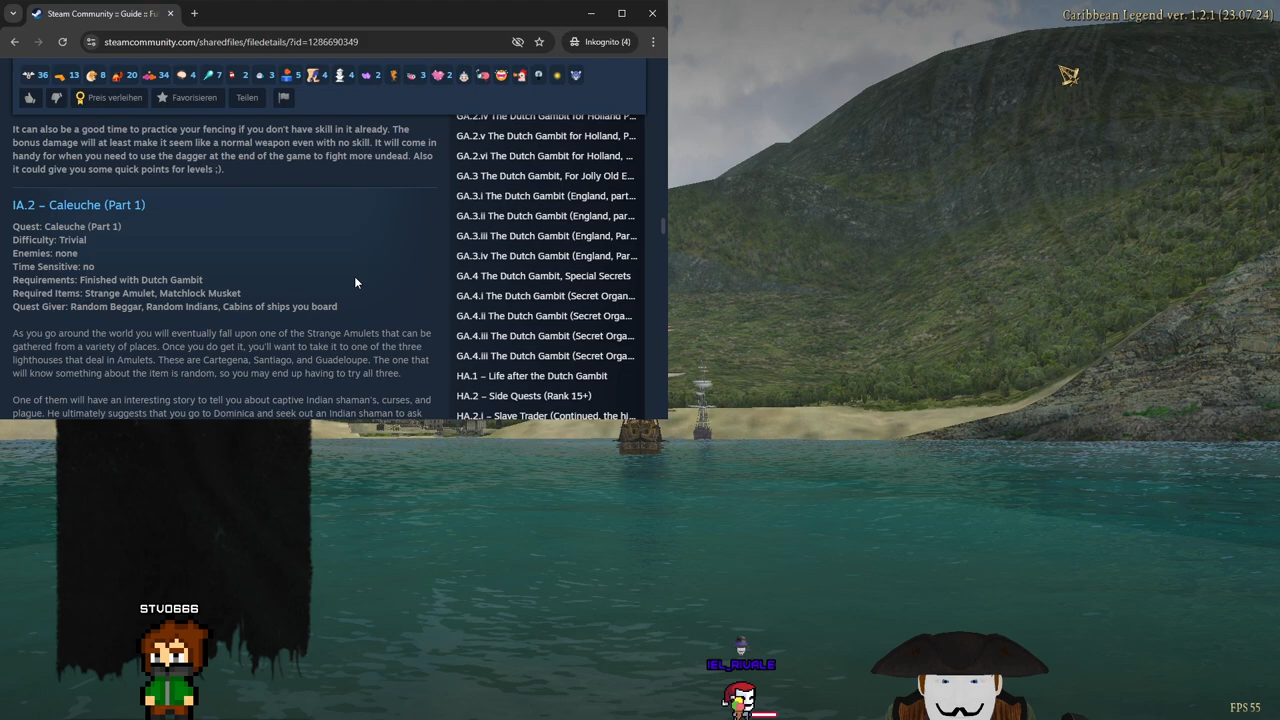 Steam Community :: Guide :: Fu
steamcommunity.com/sharedfiles/filedetails/?id=1286690349
Inkognito (4)
Caribbean Legend ver. 1.2.1 (23.07.24)
36 13 8 20 34 4 7 2 3 5 4 4 2 3 2
Preis verleihen
Favorisieren
Teilen
It can also be a good time to practice your fencing if you don't have skill in it already. The
bonus damage will at least make it seem like a normal weapon even with no skill. It will come in
handy for when you need to use the dagger at the end of the game to fight more undead. Also
it could give you some quick points for levels ;).
IA.2 – Caleuche (Part 1)
Quest: Caleuche (Part 1)
Difficulty: Trivial
Enemies: none
Time Sensitive: no
Requirements: Finished with Dutch Gambit
Required Items: Strange Amulet, Matchlock Musket
Quest Giver: Random Beggar, Random Indians, Cabins of ships you board
As you go around the world you will eventually fall upon one of the Strange Amulets that can be
gathered from a variety of places. Once you do get it, you'll want to take it to one of the three
lighthouses that deal in Amulets. These are Cartegena, Santiago, and Guadeloupe. The one that
will know something about the item is random, so you may end up having to try all three.
One of them will have an interesting story to tell you about captive Indian shaman's, curses, and
plague. He ultimately suggests that you go to Dominica and seek out an Indian shaman to ask
GA.2.iv The Dutch Gambit for Holland P...
GA.2.v The Dutch Gambit for Holland, P...
GA.2.vi The Dutch Gambit for Holland, ...
GA.3 The Dutch Gambit, For Jolly Old E...
GA.3.i The Dutch Gambit (England, part...
GA.3.ii The Dutch Gambit (England, par...
GA.3.iii The Dutch Gambit (England, Par...
GA.3.iv The Dutch Gambit (England, Par...
GA.4 The Dutch Gambit, Special Secrets
GA.4.i The Dutch Gambit (Secret Organ...
GA.4.ii The Dutch Gambit (Secret Orga...
GA.4.iii The Dutch Gambit (Secret Orga...
GA.4.iii The Dutch Gambit (Secret Orga...
HA.1 – Life after the Dutch Gambit
HA.2 – Side Quests (Rank 15+)
HA.2.i – Slave Trader (Continued, the hi...
STVO666
IEL_RIVALE
FPS 55